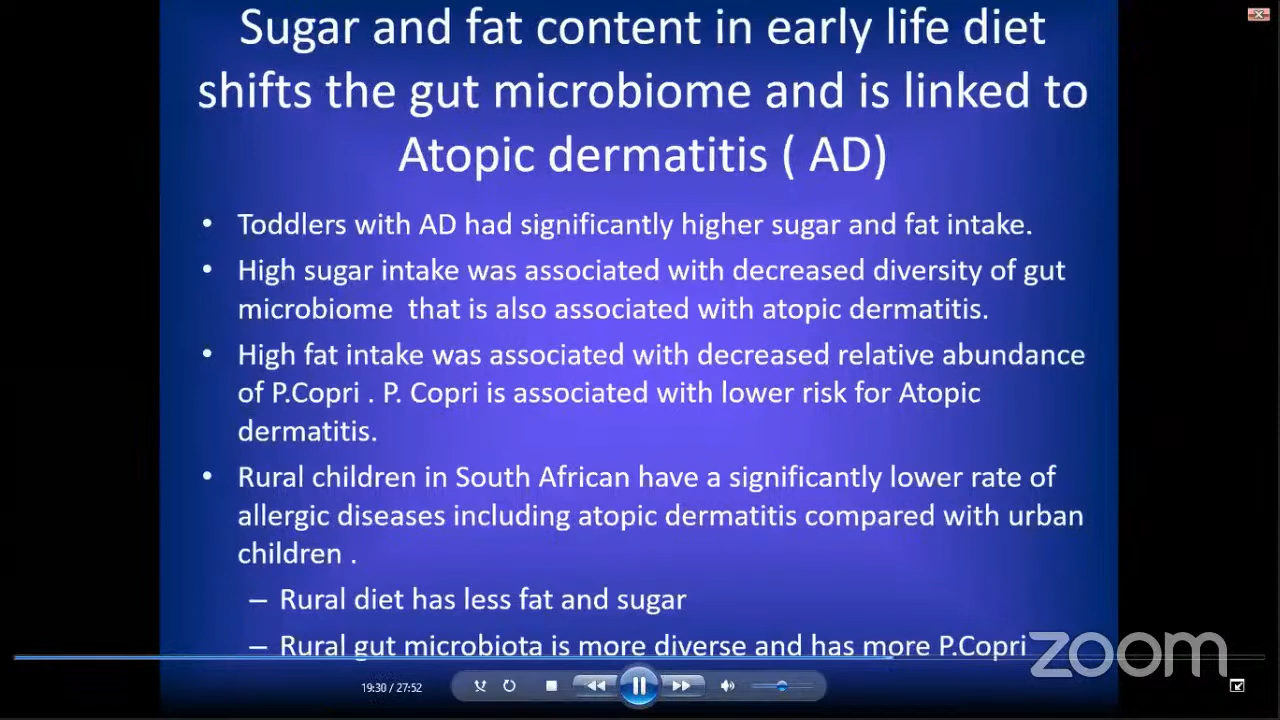 Sugar and fat content in early life diet
shifts the gut microbiome and is linked to
Atopic dermatitis ( AD)
• Toddlers with AD had significantly higher sugar and fat intake.
• High sugar intake was associated with decreased diversity of gut
microbiome  that is also associated with atopic dermatitis.
• High fat intake was associated with decreased relative abundance
of P.Copri . P. Copri is associated with lower risk for Atopic
dermatitis.
• Rural children in South African have a significantly lower rate of
allergic diseases including atopic dermatitis compared with urban
children .
– Rural diet has less fat and sugar
– Rural gut microbiota is more diverse and has more P.Copri
zoom
19:30 / 27:52